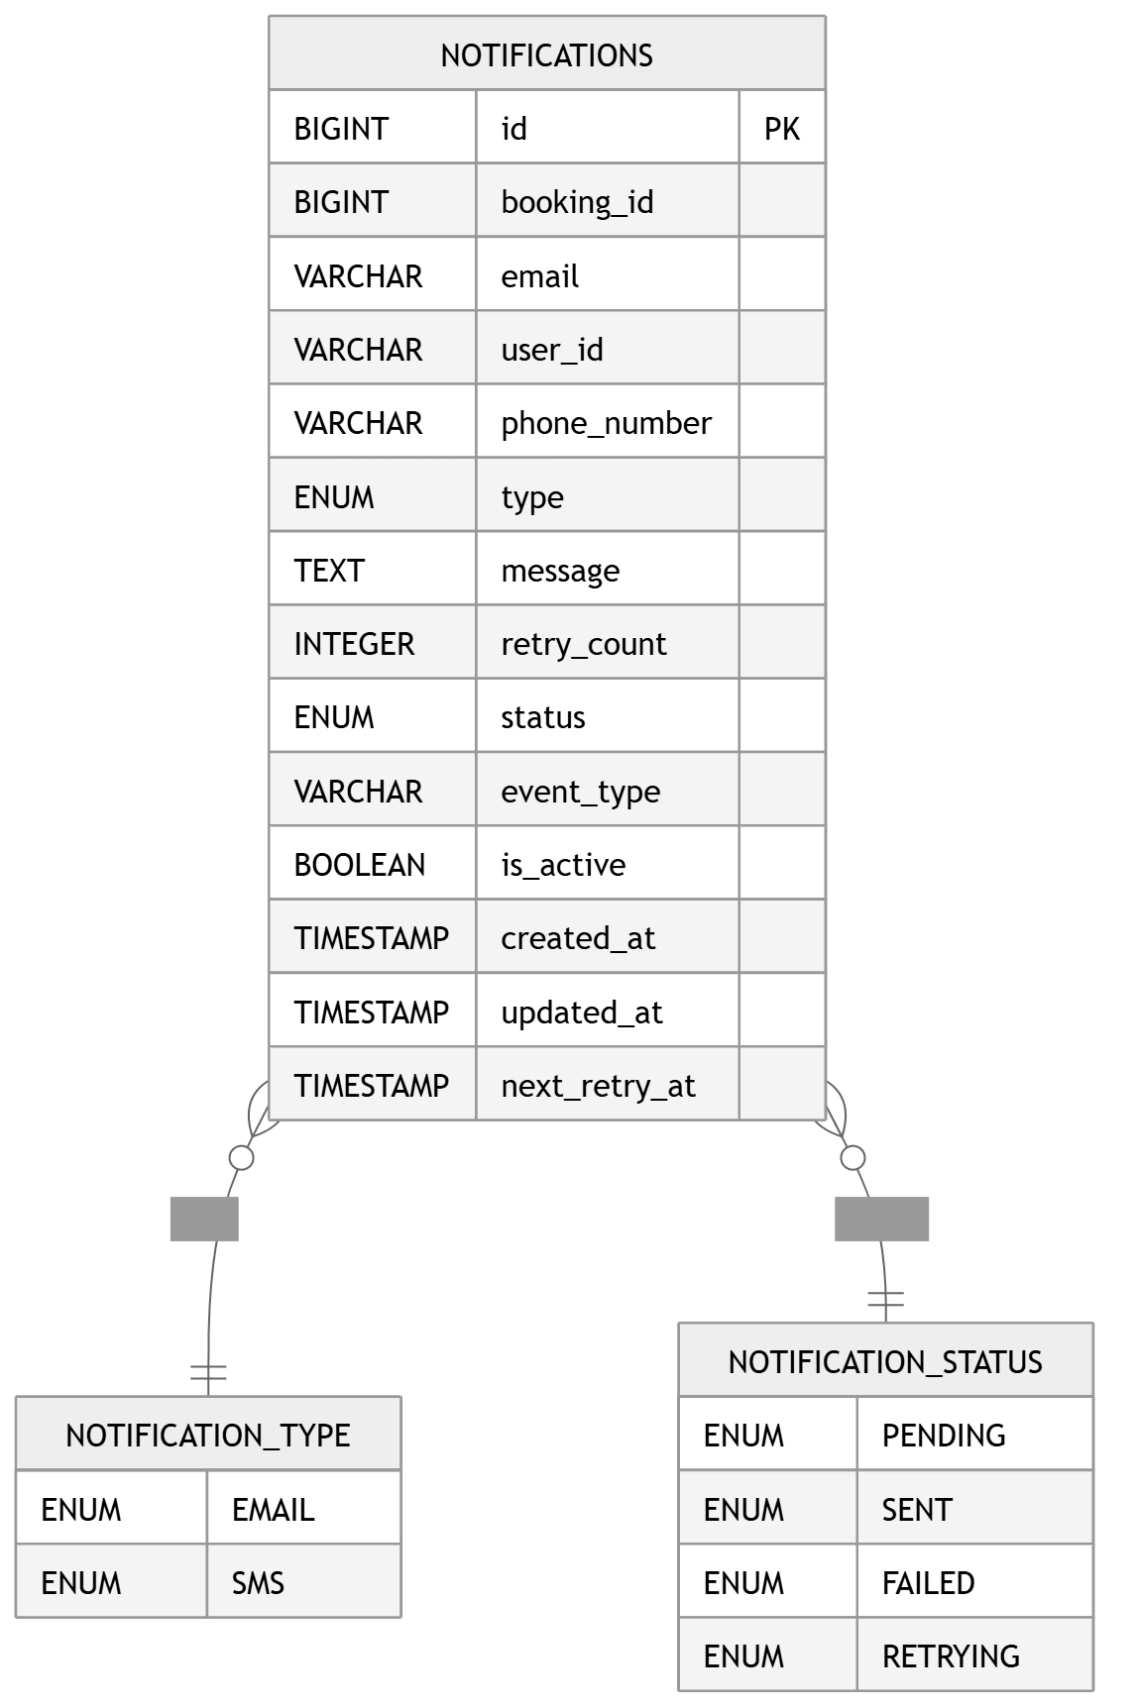 NOTIFICATIONS
BIGINT id PK
BIGINT booking_id
VARCHAR email
VARCHAR user_id
VARCHAR phone_number
ENUM type
TEXT message
INTEGER retry_count
ENUM status
VARCHAR event_type
BOOLEAN is_active
TIMESTAMP created_at
TIMESTAMP updated_at
TIMESTAMP next_retry_at
NOTIFICATION_TYPE
ENUM EMAIL
ENUM SMS
NOTIFICATION_STATUS
ENUM PENDING
ENUM SENT
ENUM FAILED
ENUM RETRYING